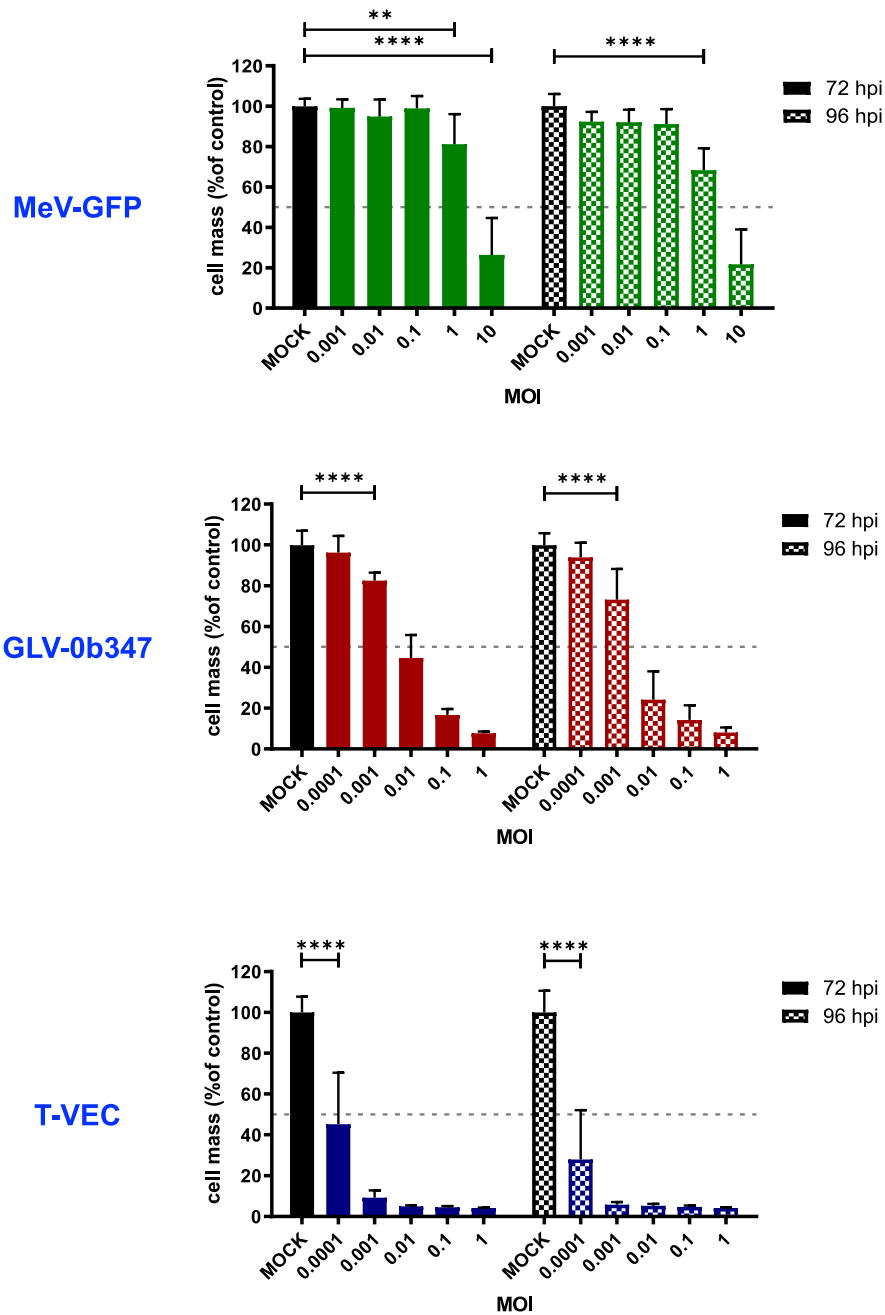 **
****
****
120
100
80
60
40
20
0
cell mass (%of control)
MeV-GFP
72 hpi
96 hpi
MOCK 0.001 0.01 0.1 1 10 MOCK 0.001 0.01 0.1 1 10
MOI
**** ****
120
100
80
60
40
20
0
cell mass (%of control)
GLV-0b347
72 hpi
96 hpi
MOCK 0.0001 0.001 0.01 0.1 1 MOCK 0.0001 0.001 0.01 0.1 1
MOI
**** ****
120
100
80
60
40
20
0
cell mass (%of control)
T-VEC
72 hpi
96 hpi
MOCK 0.0001 0.001 0.01 0.1 1 MOCK 0.0001 0.001 0.01 0.1 1
MOI